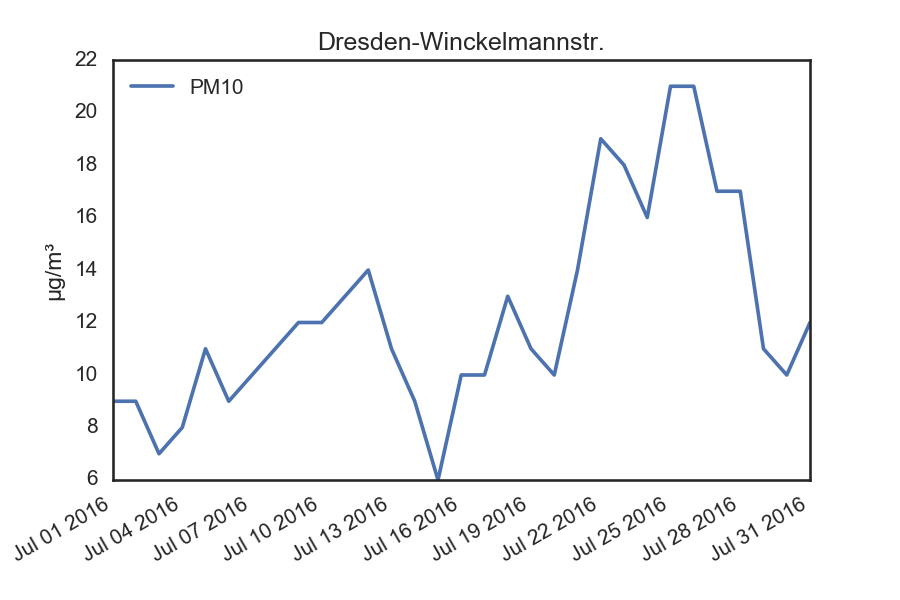 Dresden-Winckelmannstr.
22
20
18
16
14
12
10
8
6
µg/m³
PM10
Jul 01 2016
Jul 04 2016
Jul 07 2016
Jul 10 2016
Jul 13 2016
Jul 16 2016
Jul 19 2016
Jul 22 2016
Jul 25 2016
Jul 28 2016
Jul 31 2016